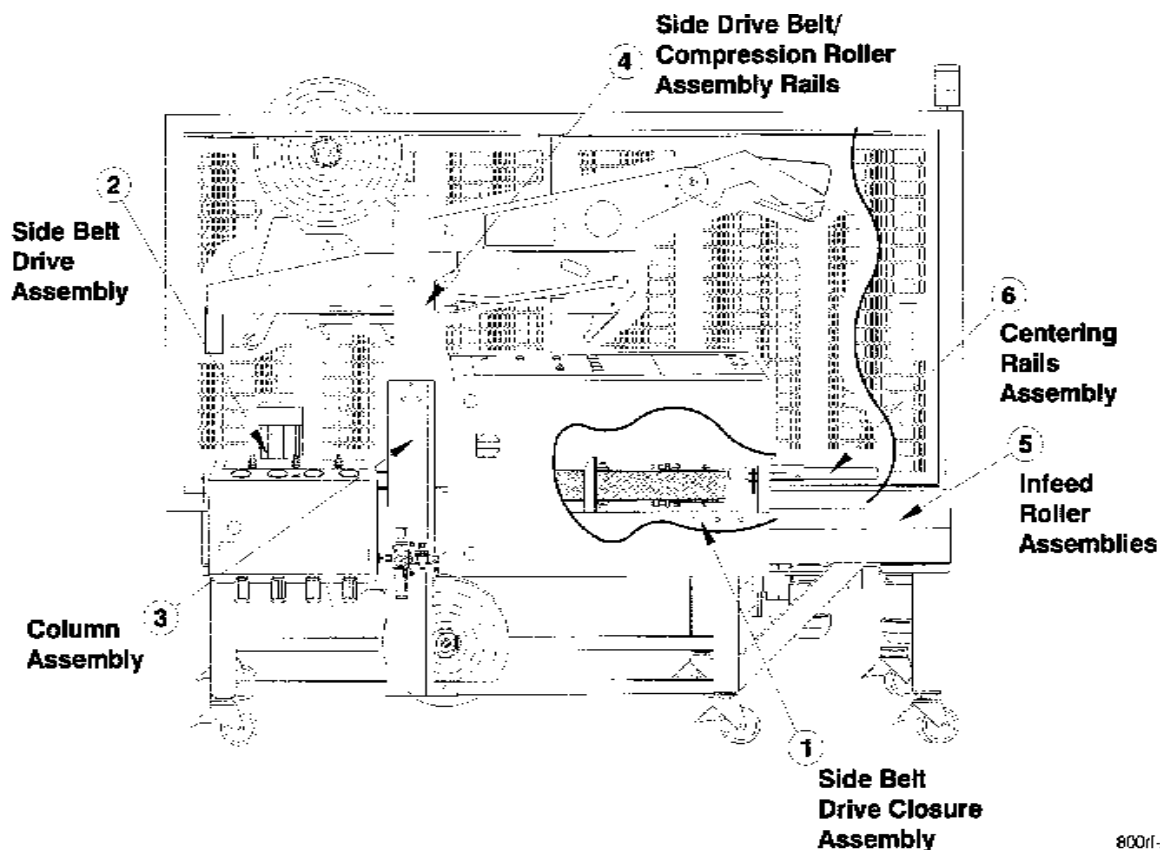 4
Side Drive Belt/
Compression Roller
Assembly Rails
2
Side Belt
Drive
Assembly
6
Centering
Rails
Assembly
5
Infeed
Roller
Assemblies
3
Column
Assembly
1
Side Belt
Drive Closure
Assembly
800rf-